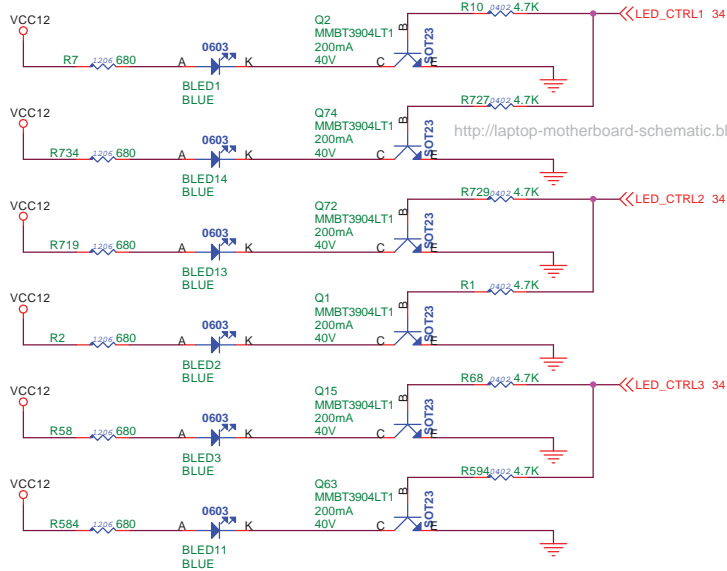 Q2
R10 4.7K
LED_CTRL1 34
VCC12
0603
MMBT3904LT1
200mA
40V
B
SOT23
R7 1206 680 A K C E
BLED1
BLUE
Q74
R727 0402 4.7K
VCC12
0603
MMBT3904LT1
200mA
40V
B
SOT23
http://laptop-motherboard-schematic.bl
R734 1206 680 A K C E
BLED14
BLUE
Q72
R729 0402 4.7K
LED_CTRL2 34
VCC12
0603
MMBT3904LT1
200mA
40V
B
SOT23
R719 1206 680 A K C E
BLED13
BLUE
Q1
R1 0402 4.7K
VCC12
0603
MMBT3904LT1
200mA
40V
B
SOT23
R2 1206 680 A K C E
BLED2
BLUE
Q15
R68 0402 4.7K
LED_CTRL3 34
VCC12
0603
MMBT3904LT1
200mA
40V
B
SOT23
R58 1206 680 A K C E
BLED3
BLUE
Q63
R594 0402 4.7K
VCC12
0603
MMBT3904LT1
200mA
40V
B
SOT23
R584 1206 680 A K C E
BLED11
BLUE